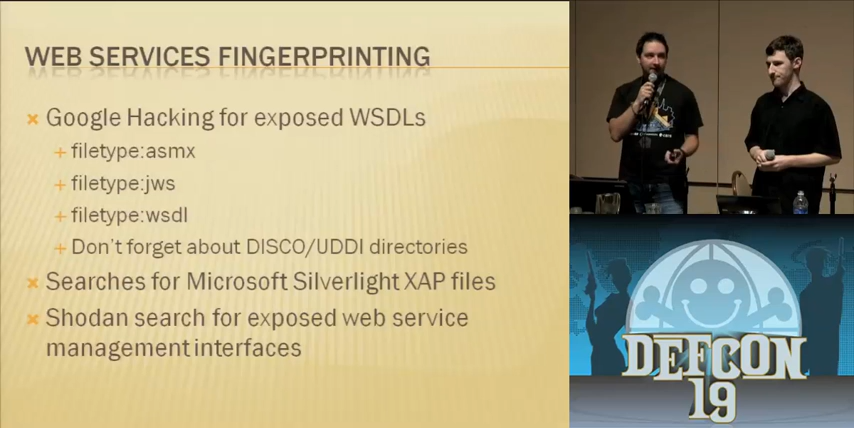 WEB SERVICES FINGERPRINTING
Google Hacking for exposed WSDLs
filetype:asmx
filetype:jws
filetype:wsdl
Don't forget about DISCO/UDDI directories
Searches for Microsoft Silverlight XAP files
Shodan search for exposed web service
management interfaces
DEFCON
19